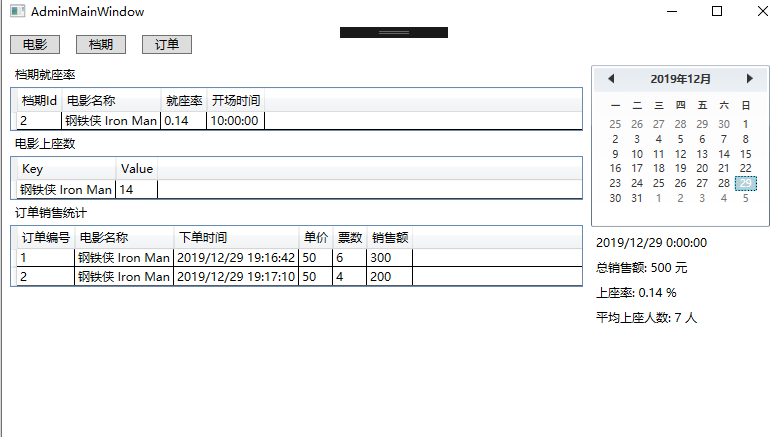 AdminMainWindow
电影 档期 订单
档期就座率
档期Id 电影名称 就座率 开场时间
2 钢铁侠 Iron Man 0.14 10:00:00
电影上座数
Key Value
钢铁侠 Iron Man 14
订单销售统计
订单编号 电影名称 下单时间 单价 票数 销售额
1 钢铁侠 Iron Man 2019/12/29 19:16:42 50 6 300
2 钢铁侠 Iron Man 2019/12/29 19:17:10 50 4 200
2019年12月
一 二 三 四 五 六 日
25 26 27 28 29 30 1
2 3 4 5 6 7 8
9 10 11 12 13 14 15
16 17 18 19 20 21 22
23 24 25 26 27 28 29
30 31 1 2 3 4 5
2019/12/29 0:00:00
总销售额: 500 元
上座率: 0.14 %
平均上座人数: 7 人